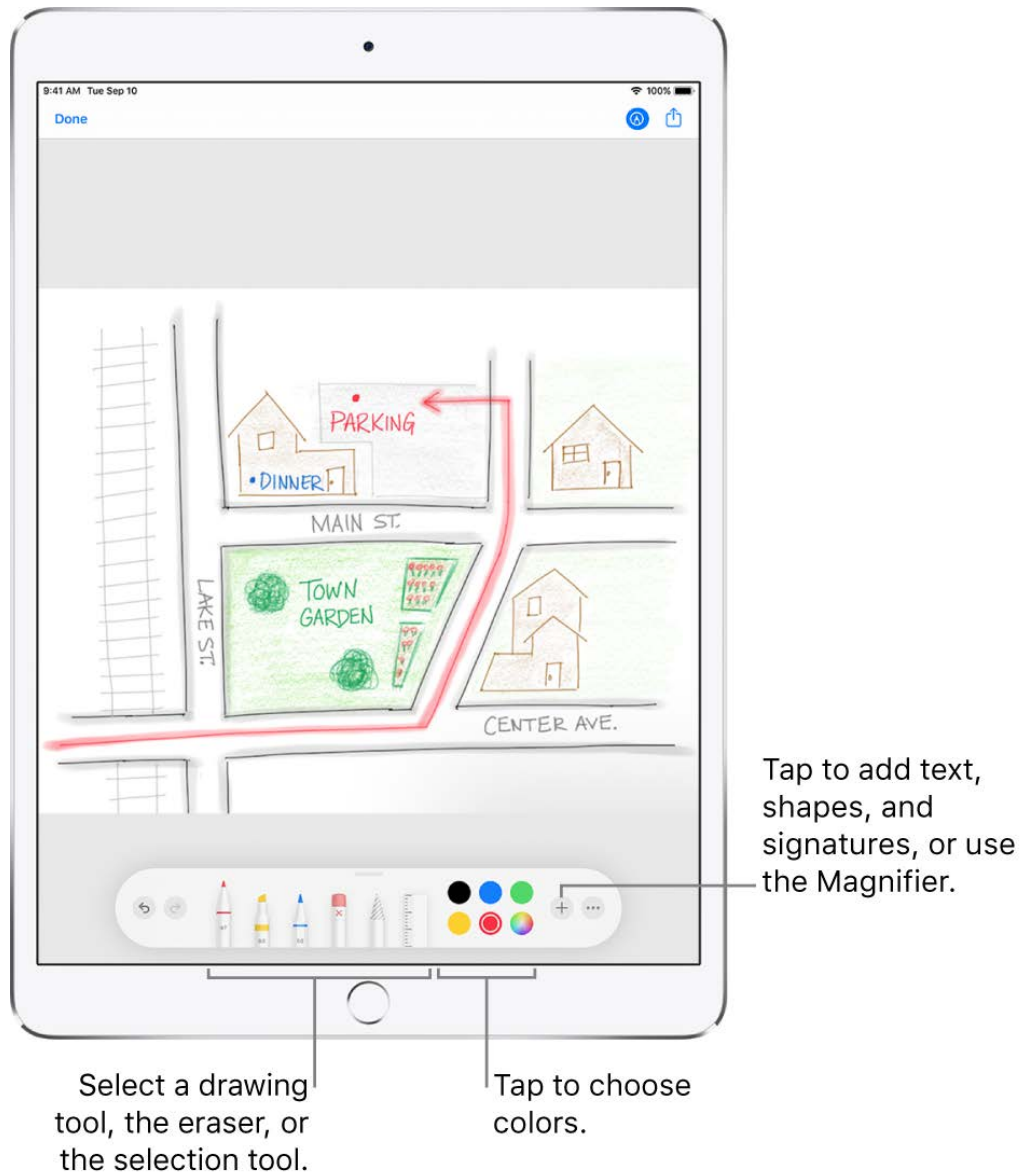 9:41 AM Tue Sep 10
100%
Done
PARKING
DINNER
MAIN ST.
TOWN
GARDEN
LAKE ST.
CENTER AVE.
Tap to add text,
shapes, and
signatures, or use
the Magnifier.
Select a drawing
tool, the eraser, or
the selection tool.
Tap to choose
colors.